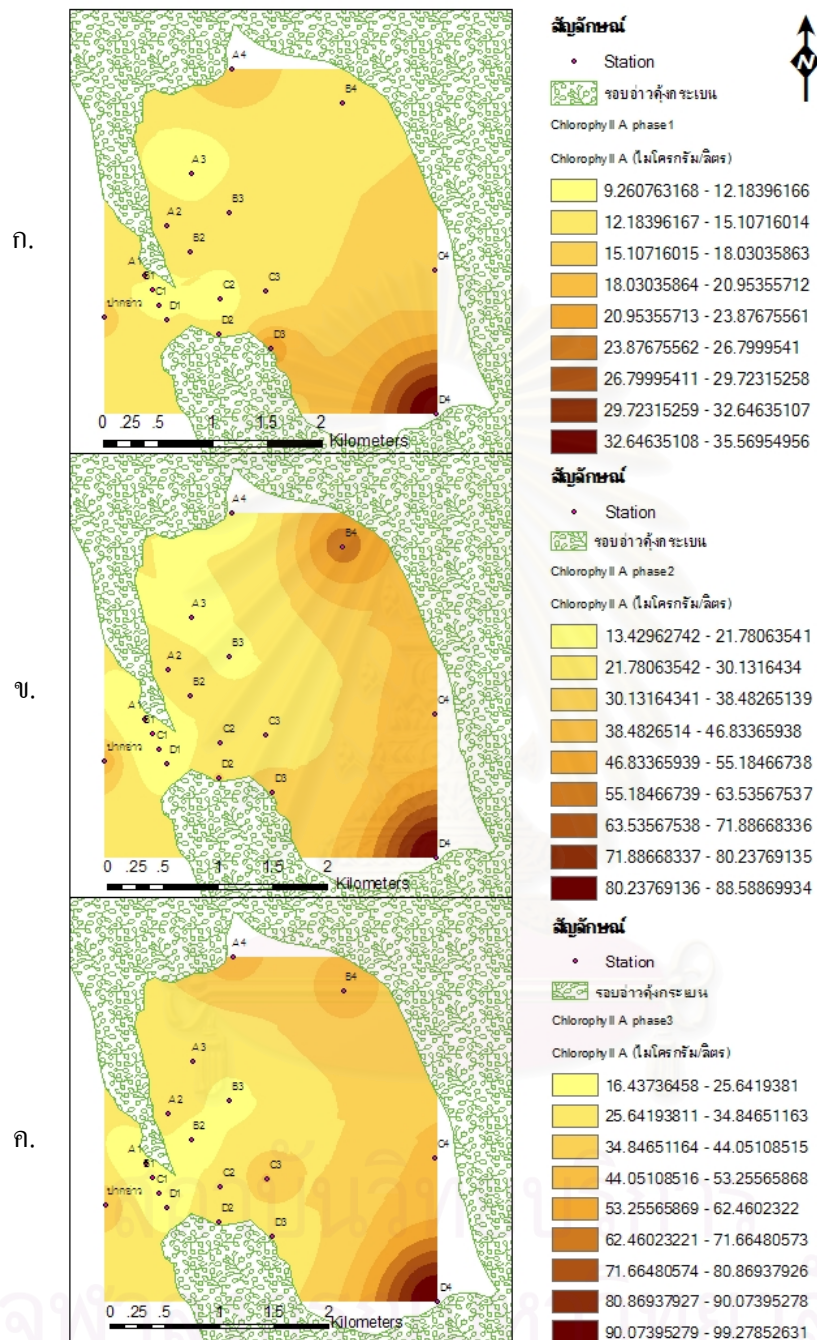 ก.
A4
B4
A3
B3
A2
B2
A1
B1
C4
C1
C2
C3
ปากอ่าว
D1
D2
D3
D4
0 .25 .5 1 1.5 2
Kilometers
สัญลักษณ์
N
Station
รอบอ่าวคุ้งกระเบน
Chlorophyll A phase1
Chlorophyll A (ไมโครกรัม/ลิตร)
9.260763168 - 12.18396166
12.18396167 - 15.10716014
15.10716015 - 18.03035863
18.03035864 - 20.95355712
20.95355713 - 23.87675561
23.87675562 - 26.7999541
26.79995411 - 29.72315258
29.72315259 - 32.64635107
32.64635108 - 35.56954956
ข.
A4
B4
A3
B3
A2
B2
A1
B1
C4
C1
C2
C3
ปากอ่าว
D1
D2
D3
D4
0 .25 .5 1 1.5 2
Kilometers
สัญลักษณ์
Station
รอบอ่าวคุ้งกระเบน
Chlorophyll A phase2
Chlorophyll A (ไมโครกรัม/ลิตร)
13.42962742 - 21.78063541
21.78063542 - 30.1316434
30.13164341 - 38.48265139
38.4826514 - 46.83365938
46.83365939 - 55.18466738
55.18466739 - 63.53567537
63.53567538 - 71.88668336
71.88668337 - 80.23769135
80.23769136 - 88.58869934
ค.
A4
B4
A3
B3
A2
B2
A1
B1
C4
C1
C2
C3
ปากอ่าว
D1
D2
D3
D4
0 .25 .5 1 1.5 2
Kilometers
สัญลักษณ์
Station
รอบอ่าวคุ้งกระเบน
Chlorophyll A phase3
Chlorophyll A (ไมโครกรัม/ลิตร)
16.43736458 - 25.6419381
25.64193811 - 34.84651163
34.84651164 - 44.05108515
44.05108516 - 53.25565868
53.25565869 - 62.4602322
62.46023221 - 71.66480573
71.66480574 - 80.86937926
80.86937927 - 90.07395278
90.07395279 - 99.27852631